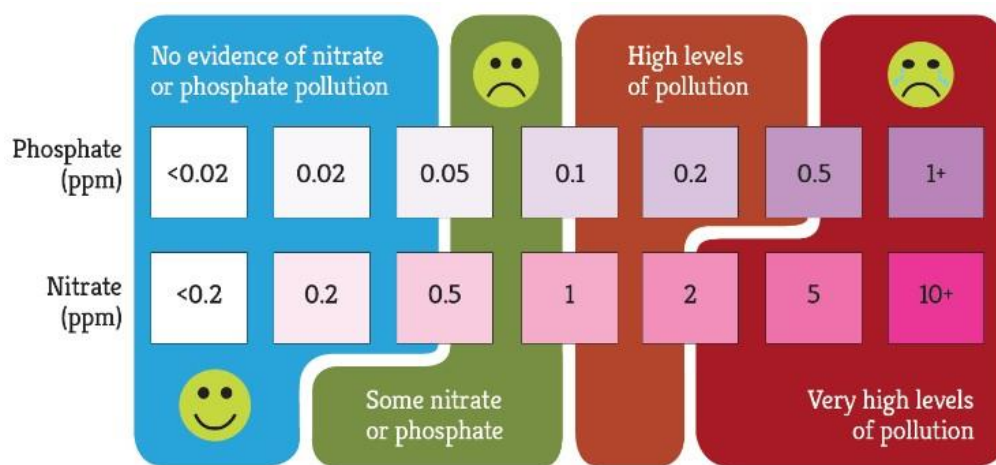 No evidence of nitrate
or phosphate pollution
High levels
of pollution
Phosphate
(ppm)
<0.02 0.02 0.05 0.1 0.2 0.5 1+
Nitrate
(ppm)
<0.2 0.2 0.5 1 2 5 10+
Some nitrate
or phosphate
Very high levels
of pollution